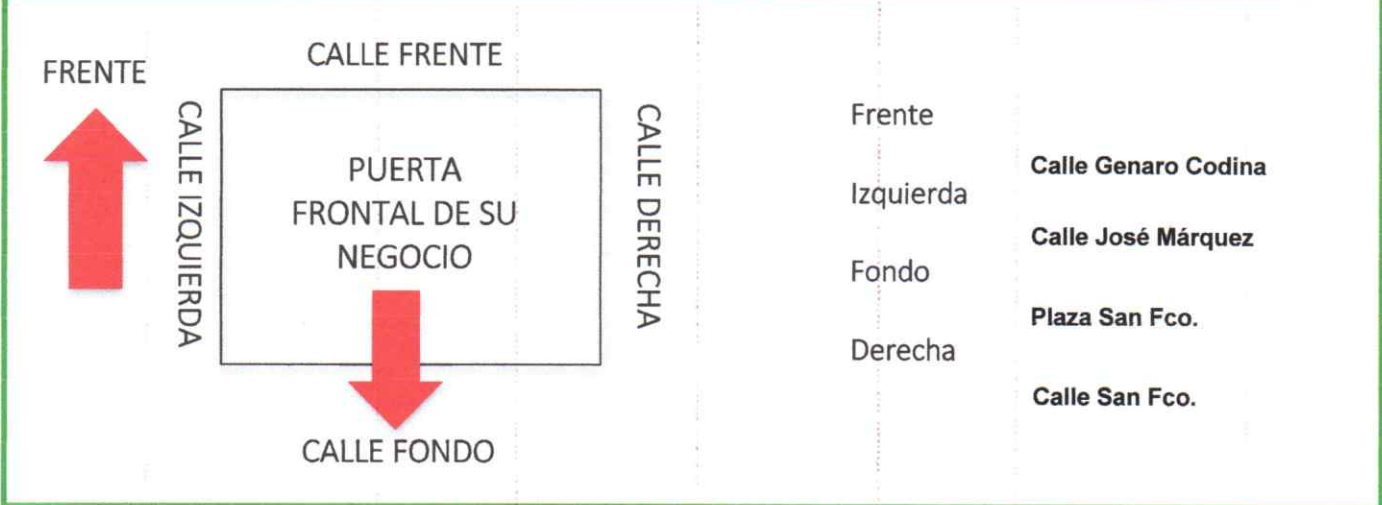 FRENTE
CALLE FRENTE
CALLE IZQUIERDA
PUERTA
FRONTAL DE SU
NEGOCIO
CALLE DERECHA
CALLE FONDO
Frente
Calle Genaro Codina
Izquierda
Calle José Márquez
Fondo
Plaza San Fco.
Derecha
Calle San Fco.